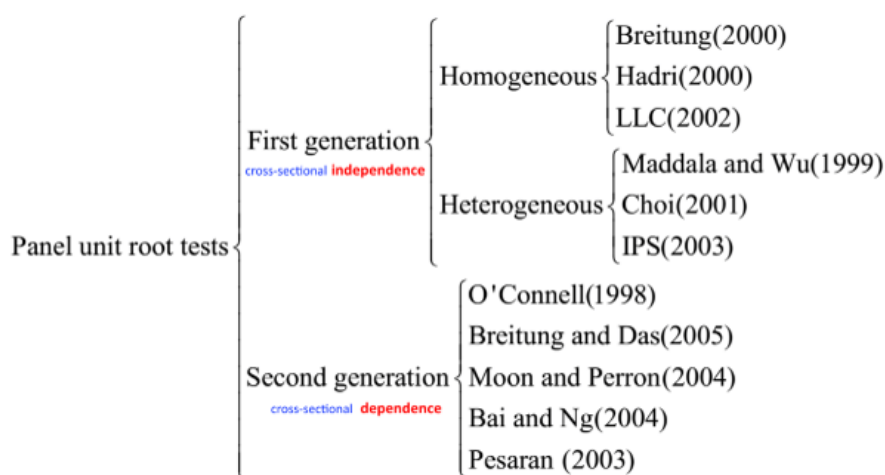 Panel unit root tests
First generation
cross-sectional independence
Homogeneous
Breitung(2000)
Hadri(2000)
LLC(2002)
Heterogeneous
Maddala and Wu(1999)
Choi(2001)
IPS(2003)
Second generation
cross-sectional dependence
O'Connell(1998)
Breitung and Das(2005)
Moon and Perron(2004)
Bai and Ng(2004)
Pesaran (2003)